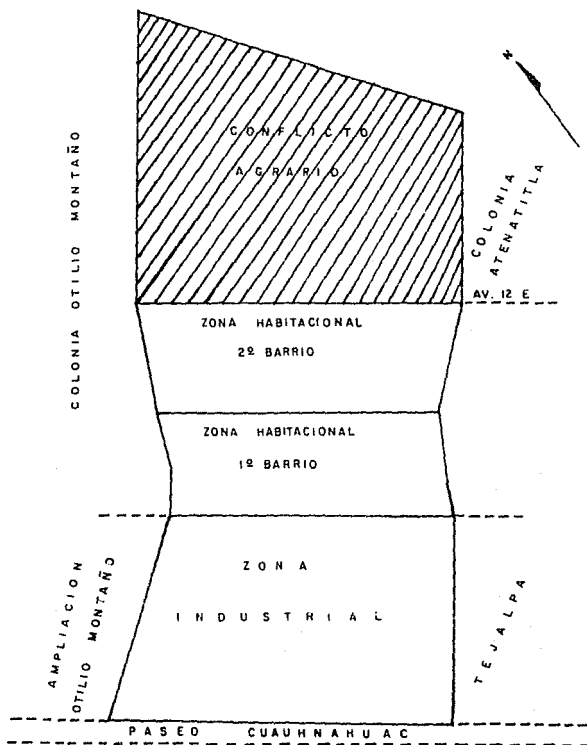 N
CONFLICTO
AGRARIO
COLONIA OTILIO MONTAÑO
COLONIA
ATENATITLA
AV. 12 E
ZONA HABITACIONAL
2º BARRIO
ZONA HABITACIONAL
1º BARRIO
ZONA
INDUSTRIAL
AMPLIACION
OTILIO MONTAÑO
TEJALPA
PASEO CUAUHNAHUAC